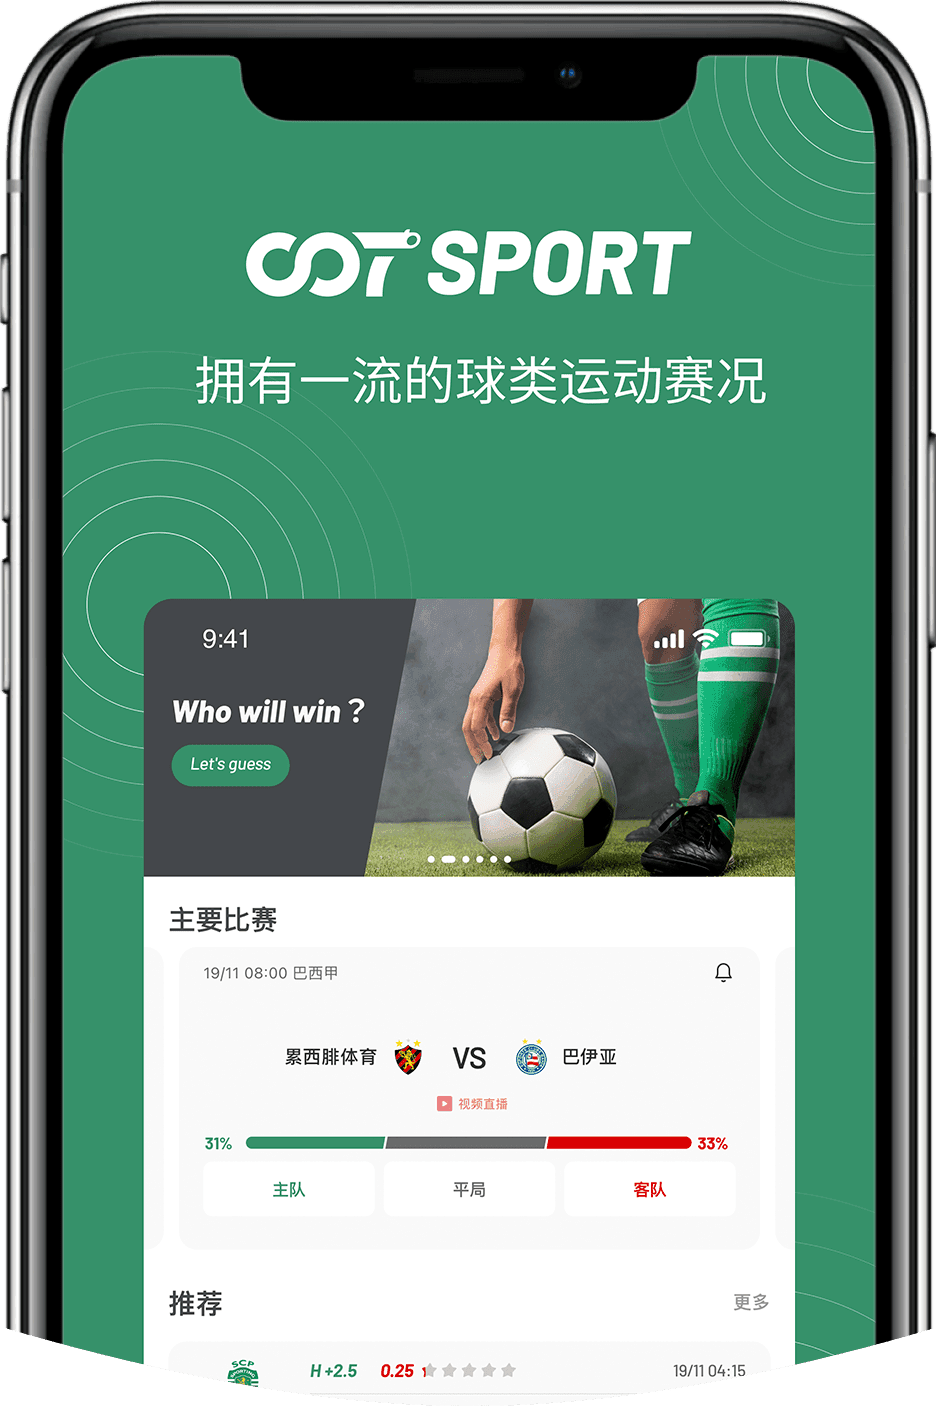 COT SPORT
拥有一流的球类运动赛况
9:41
Who will win？
Let's guess
主要比赛
19/11 08:00 巴西甲
累西腓体育 VS 巴伊亚
视频直播
31% 33%
主队 平局 客队
推荐 更多
SCP
H +2.5 0.25 19/11 04:15